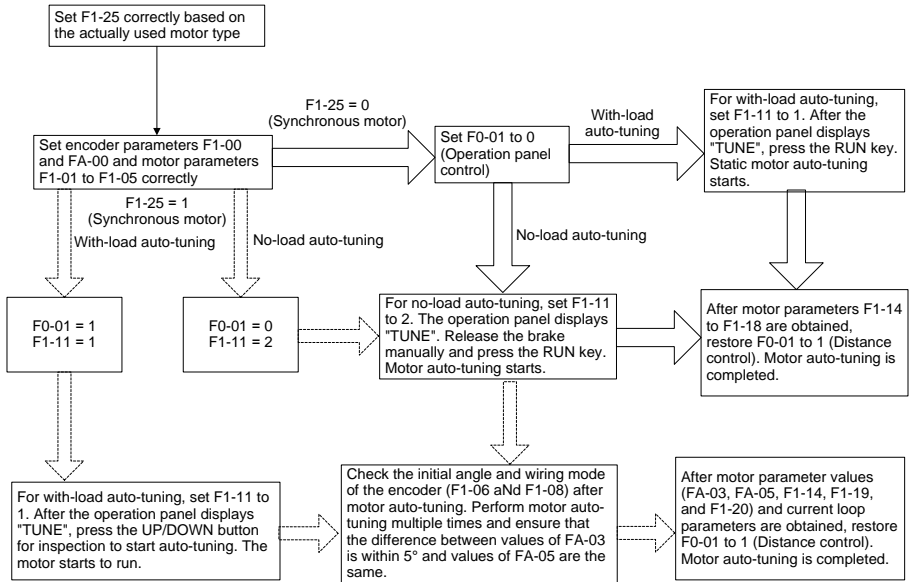 Set F1-25 correctly based on
the actually used motor type
F1-25 = 0
(Synchronous motor)
With-load
auto-tuning
Set encoder parameters F1-00
and FA-00 and motor parameters
F1-01 to F1-05 correctly
Set F0-01 to 0
(Operation panel
control)
For with-load auto-tuning,
set F1-11 to 1. After the
operation panel displays
"TUNE", press the RUN key.
Static motor auto-tuning
starts.
F1-25 = 1
(Synchronous motor)
With-load auto-tuning
No-load auto-tuning
No-load auto-tuning
F0-01 = 1
F1-11 = 1
F0-01 = 0
F1-11 = 2
For no-load auto-tuning, set F1-11
to 2. The operation panel displays
"TUNE". Release the brake
manually and press the RUN key.
Motor auto-tuning starts.
After motor parameters F1-14
to F1-18 are obtained,
restore F0-01 to 1 (Distance
control). Motor auto-tuning is
completed.
For with-load auto-tuning, set F1-11 to
1. After the operation panel displays
"TUNE", press the UP/DOWN button
for inspection to start auto-tuning. The
motor starts to run.
Check the initial angle and wiring mode
of the encoder (F1-06 aNd F1-08) after
motor auto-tuning. Perform motor auto-
tuning multiple times and ensure that
the difference between values of FA-03
is within 5° and values of FA-05 are the
same.
After motor parameter values
(FA-03, FA-05, F1-14, F1-19,
and F1-20) and current loop
parameters are obtained, restore
F0-01 to 1 (Distance control).
Motor auto-tuning is completed.